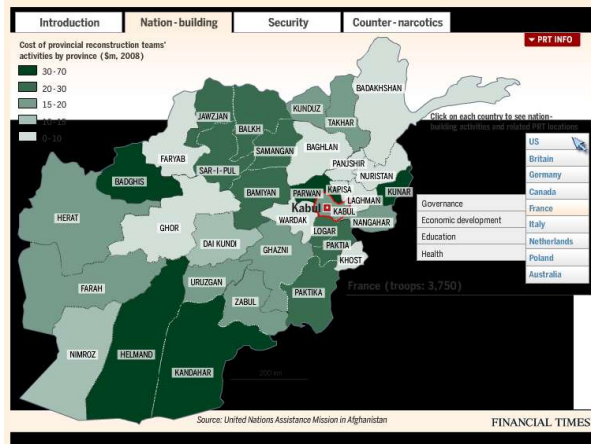 Introduction
Nation-building
Security
Counter-narcotics
Cost of provincial reconstruction teams'
activities by province ($m, 2008)
PRT INFO
30-70
20-30
15-20
10-15
0-10
Click on each country to see nation-
building activities and related PRT locations
US
Britain
Germany
Canada
France
Italy
Netherlands
Poland
Australia
Governance
Economic development
Education
Health
France (troops: 3,750)
BADAKHSHAN
KUNDUZ
TAKHAR
JAWZJAN
BALKH
SAMANGAN
BAGHLAN
FARYAB
SAR-I-PUL
PANJSHIR
NURISTAN
BADGHIS
BAMIYAN
PARWAN
KAPISA
KUNAR
LAGHMAN
Kabul
KABUL
HERAT
GHOR
WARDAK
NANGAHAR
DAI KUNDI
LOGAR
GHAZNI
PAKTIA
KHOST
FARAH
URUZGAN
ZABUL
PAKTIKA
NIMROZ
HELMAND
KANDAHAR
200 km
Source: United Nations Assistance Mission in Afghanistan
FINANCIAL TIMES